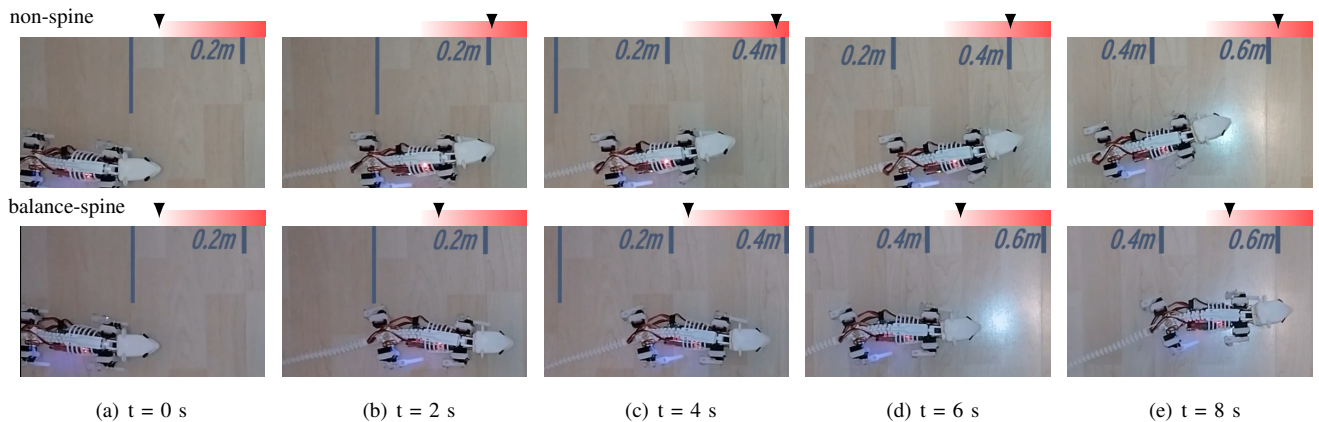 non-spine
0.2m
0.2m
0.2m 0.4m
0.2m 0.4m
0.4m 0.6m
balance-spine
0.2m
0.2m
0.2m 0.4m
0.4m 0.6m
0.4m 0.6m
(a) t = 0 s
(b) t = 2 s
(c) t = 4 s
(d) t = 6 s
(e) t = 8 s